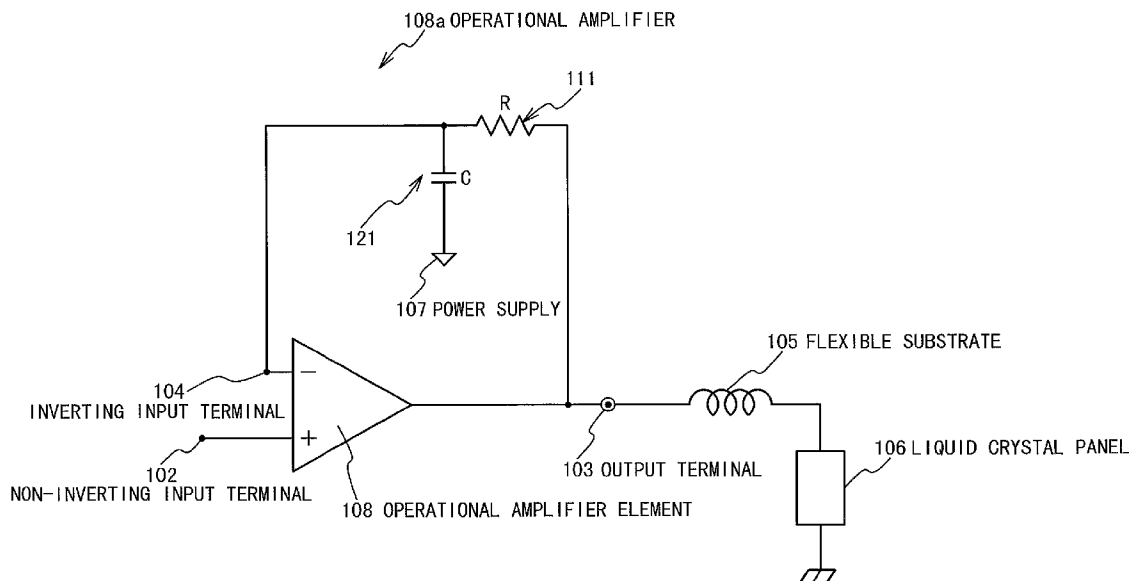 108a OPERATIONAL AMPLIFIER
R
111
C
121
107 POWER SUPPLY
105 FLEXIBLE SUBSTRATE
104
−
INVERTING INPUT TERMINAL
+
102
103 OUTPUT TERMINAL
106 LIQUID CRYSTAL PANEL
NON-INVERTING INPUT TERMINAL
108 OPERATIONAL AMPLIFIER ELEMENT